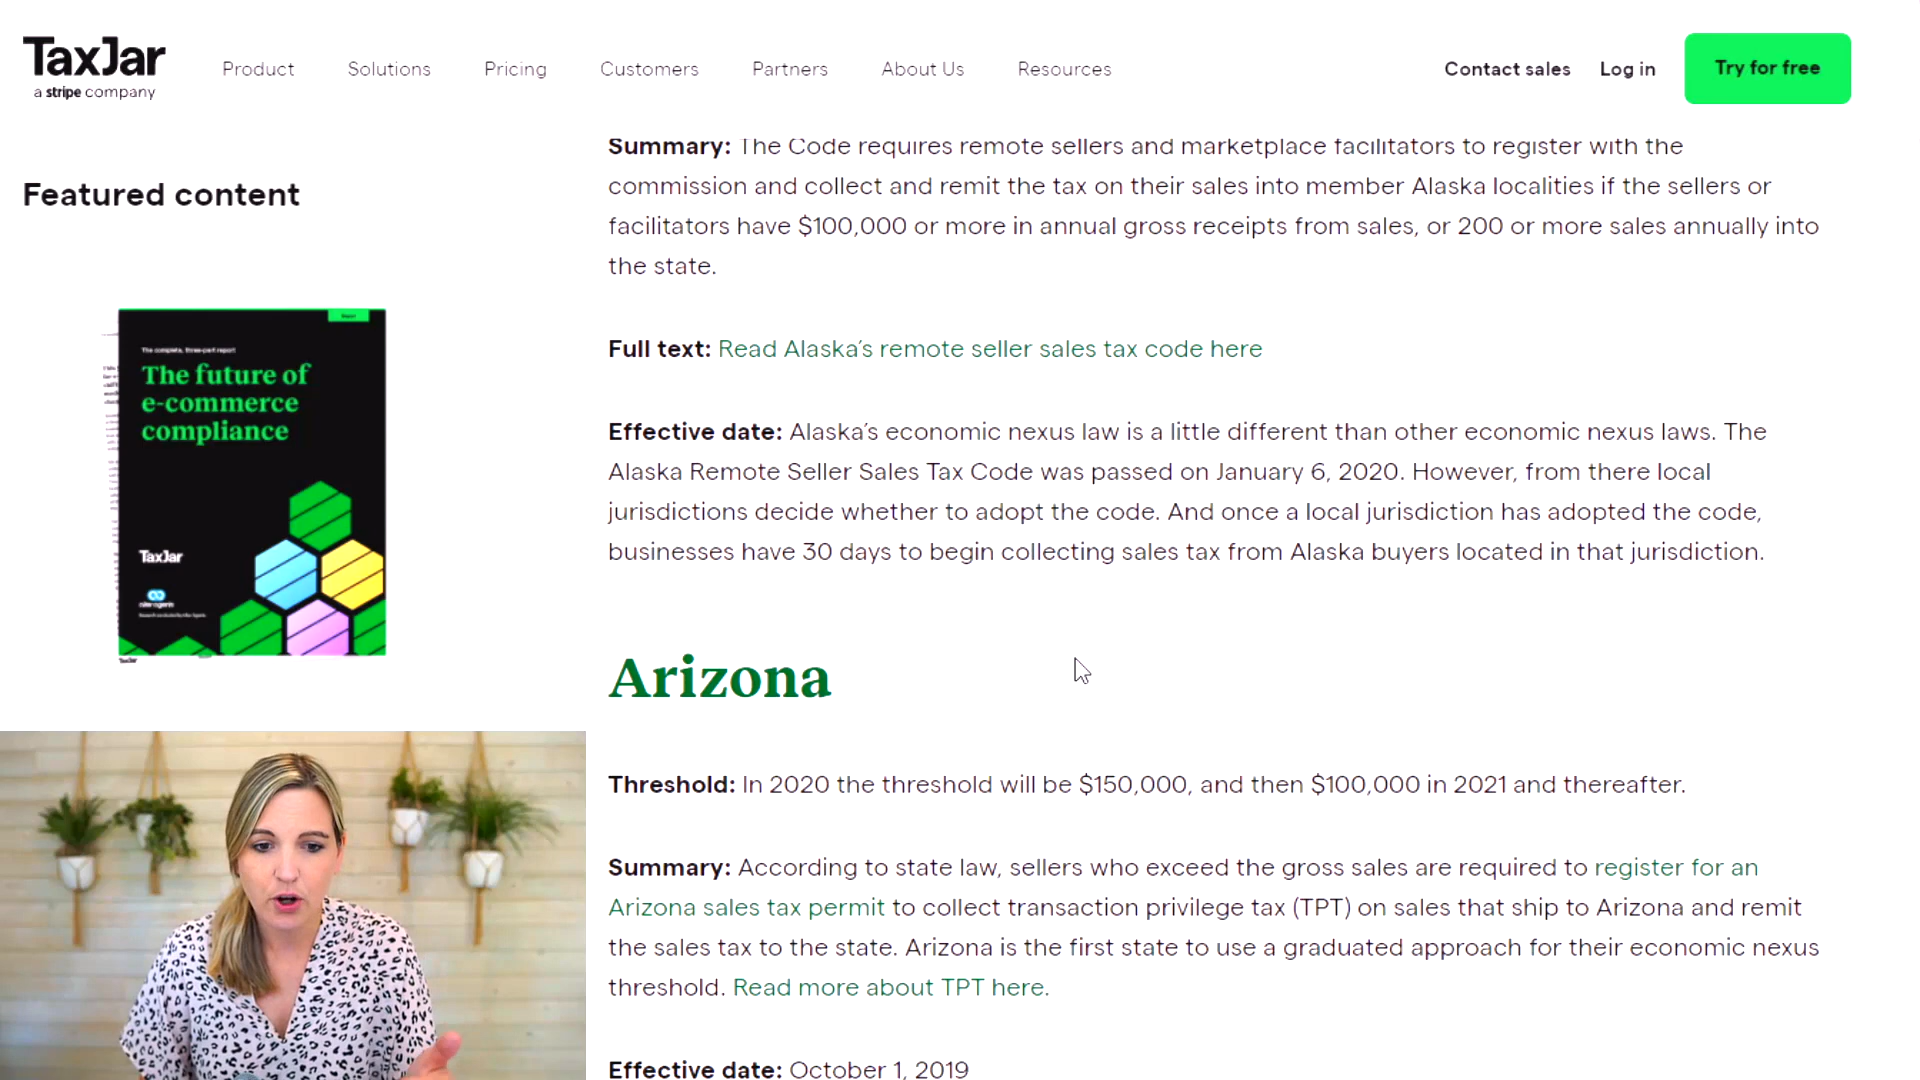 TaxJar
a stripe company
Product
Solutions
Pricing
Customers
Partners
About Us
Resources
Contact sales
Log in
Try for free
Featured content
The complete, three-part report
The future of
e-commerce
compliance
TaxJar
Summary: The Code requires remote sellers and marketplace facilitators to register with the
commission and collect and remit the tax on their sales into member Alaska localities if the sellers or
facilitators have $100,000 or more in annual gross receipts from sales, or 200 or more sales annually into
the state.
Full text: Read Alaska’s remote seller sales tax code here
Effective date: Alaska’s economic nexus law is a little different than other economic nexus laws. The
Alaska Remote Seller Sales Tax Code was passed on January 6, 2020. However, from there local
jurisdictions decide whether to adopt the code. And once a local jurisdiction has adopted the code,
businesses have 30 days to begin collecting sales tax from Alaska buyers located in that jurisdiction.
Arizona
Threshold: In 2020 the threshold will be $150,000, and then $100,000 in 2021 and thereafter.
Summary: According to state law, sellers who exceed the gross sales are required to register for an
Arizona sales tax permit to collect transaction privilege tax (TPT) on sales that ship to Arizona and remit
the sales tax to the state. Arizona is the first state to use a graduated approach for their economic nexus
threshold. Read more about TPT here.
Effective date: October 1, 2019